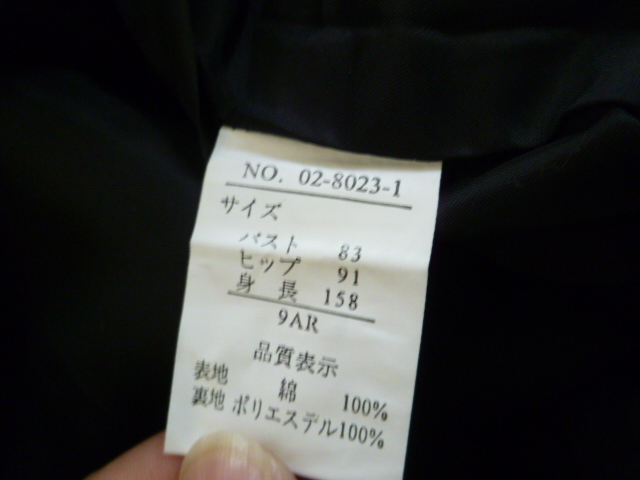 NO. 02-8023-1
サイズ
バスト 83
ヒップ 91
身長 158
9AR
品質表示
表地 綿 100%
裏地 ポリエステル100%